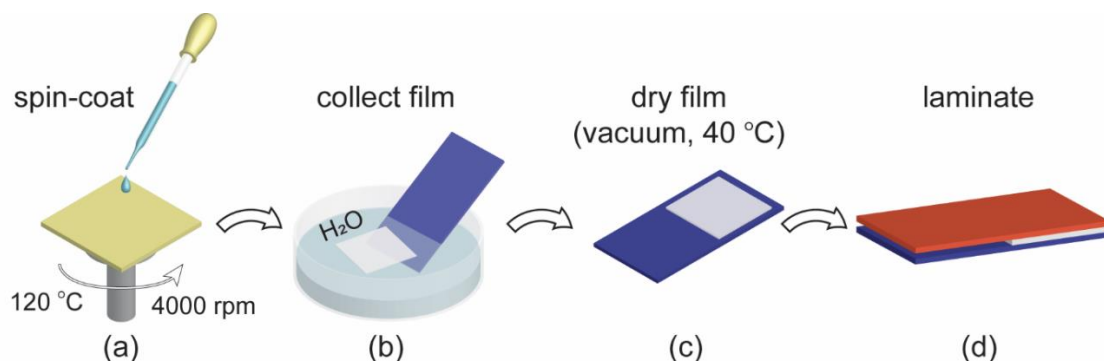 spin-coat
collect film
dry film
(vacuum, 40 °C)
laminate
H₂O
120 °C
4000 rpm
(a)
(b)
(c)
(d)